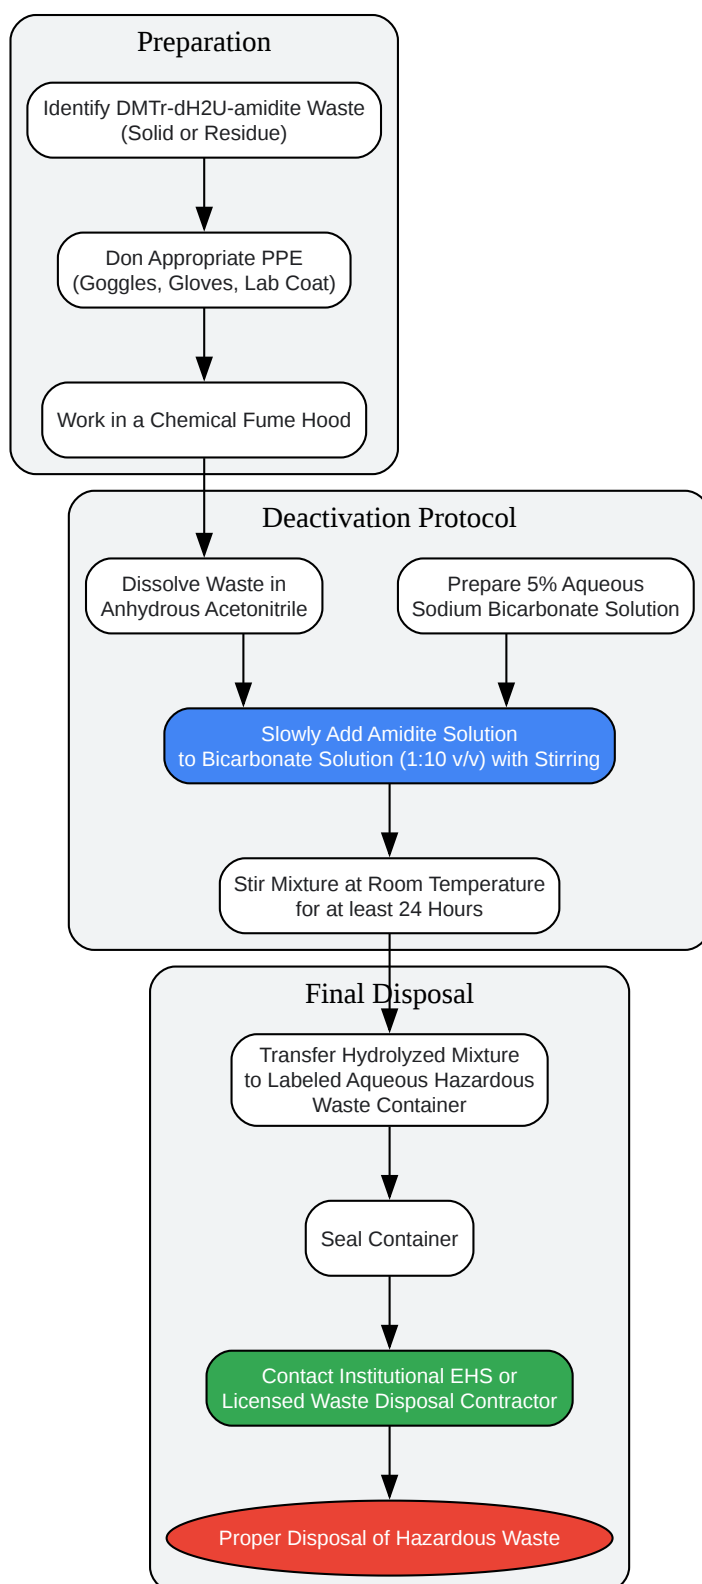 Preparation
Identify DMTr-dH2U-amidite Waste
(Solid or Residue)
Don Appropriate PPE
(Goggles, Gloves, Lab Coat)
Work in a Chemical Fume Hood
Deactivation Protocol
Dissolve Waste in
Anhydrous Acetonitrile
Prepare 5% Aqueous
Sodium Bicarbonate Solution
Slowly Add Amidite Solution
to Bicarbonate Solution (1:10 v/v) with Stirring
Stir Mixture at Room Temperature
for at least 24 Hours
Final Disposal
Transfer Hydrolyzed Mixture
to Labeled Aqueous Hazardous
Waste Container
Seal Container
Contact Institutional EHS or
Licensed Waste Disposal Contractor
Proper Disposal of Hazardous Waste